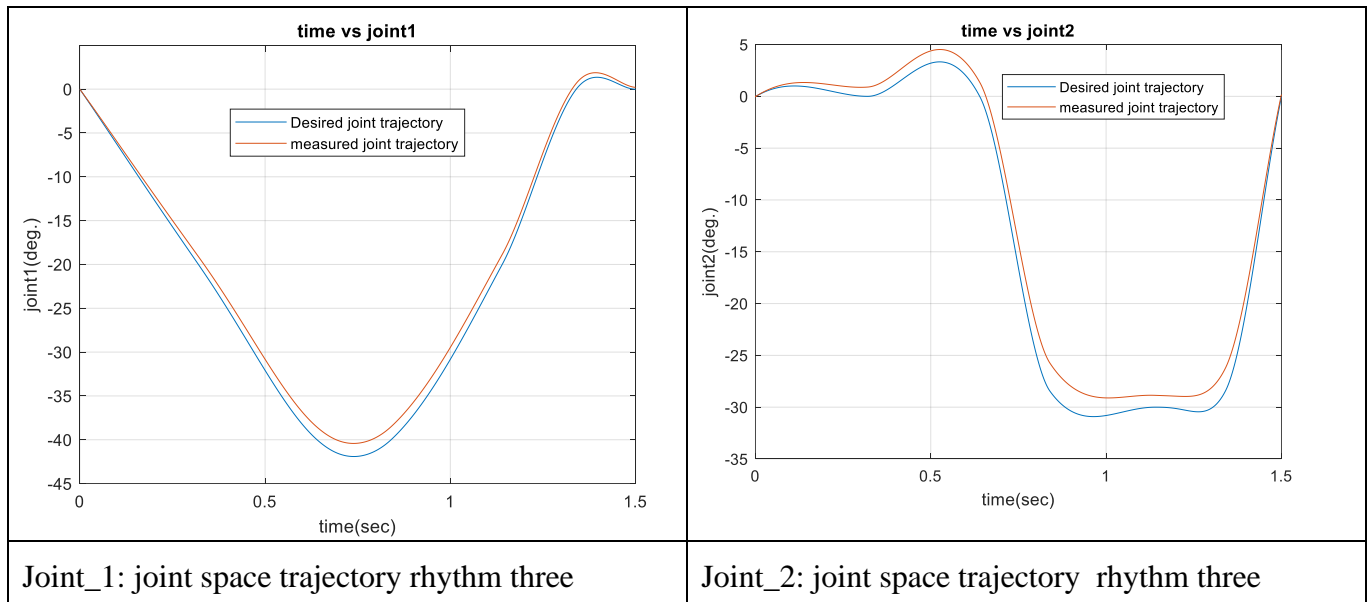 time vs joint1
joint1(deg.)
0
-5
-10
-15
-20
-25
-30
-35
-40
-45
Desired joint trajectory
measured joint trajectory
0 0.5 1 1.5
time(sec)
time vs joint2
joint2(deg.)
5
0
-5
-10
-15
-20
-25
-30
-35
Desired joint trajectory
measured joint trajectory
0 0.5 1 1.5
time(sec)
Joint_1: joint space trajectory rhythm three
Joint_2: joint space trajectory rhythm three